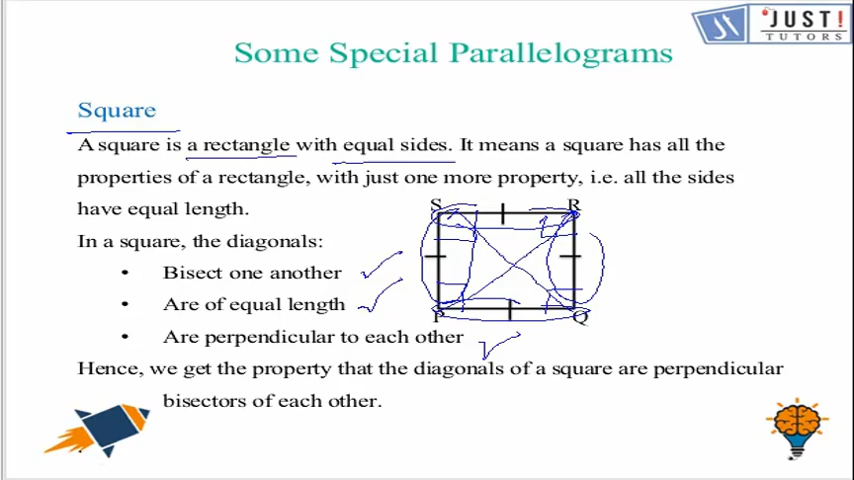 JUST!
TUTORS
Some Special Parallelograms
Square
A square is a rectangle with equal sides. It means a square has all the
properties of a rectangle, with just one more property, i.e. all the sides
have equal length.
In a square, the diagonals:
• Bisect one another
• Are of equal length
• Are perpendicular to each other
Hence, we get the property that the diagonals of a square are perpendicular
bisectors of each other.
S R
P Q